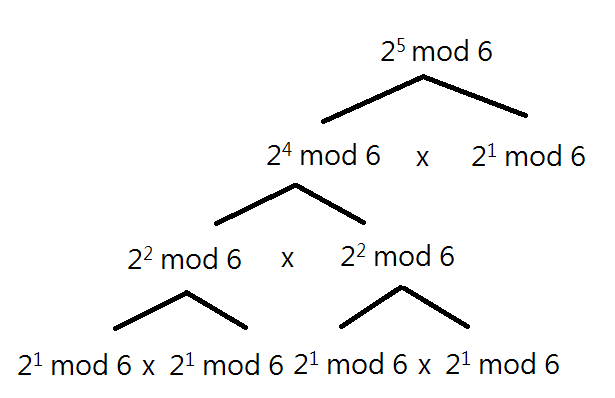 2⁵ mod 6
2⁴ mod 6 x 2¹ mod 6
2² mod 6 x 2² mod 6
2¹ mod 6 x 2¹ mod 6 2¹ mod 6 x 2¹ mod 6